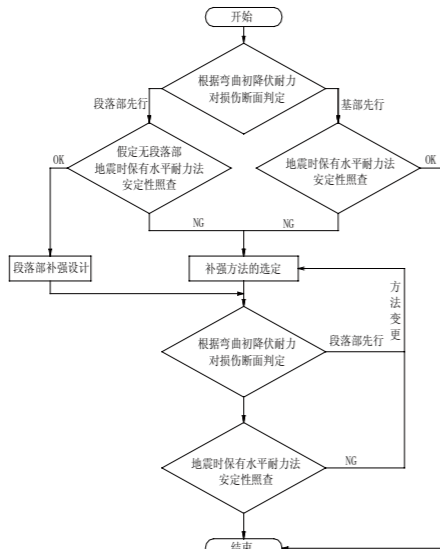 开始
根据弯曲初降伏耐力
对损伤断面判定
段落部先行
基部先行
假定无段落部
地震时保有水平耐力法
安定性照查
地震时保有水平耐力法
安定性照查
OK
OK
NG
NG
段落部补强设计
补强方法的选定
方法变更
根据弯曲初降伏耐力
对损伤断面判定
段落部先行
地震时保有水平耐力法
安定性照查
NG
结束